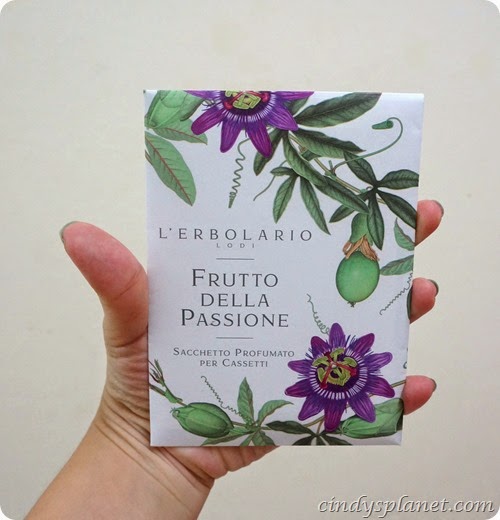 L'ERBOLARIO
LODI
FRUTTO
DELLA
PASSIONE
SACCHETTO PROFUMATO
PER CASSETTI
cindysplanet.com